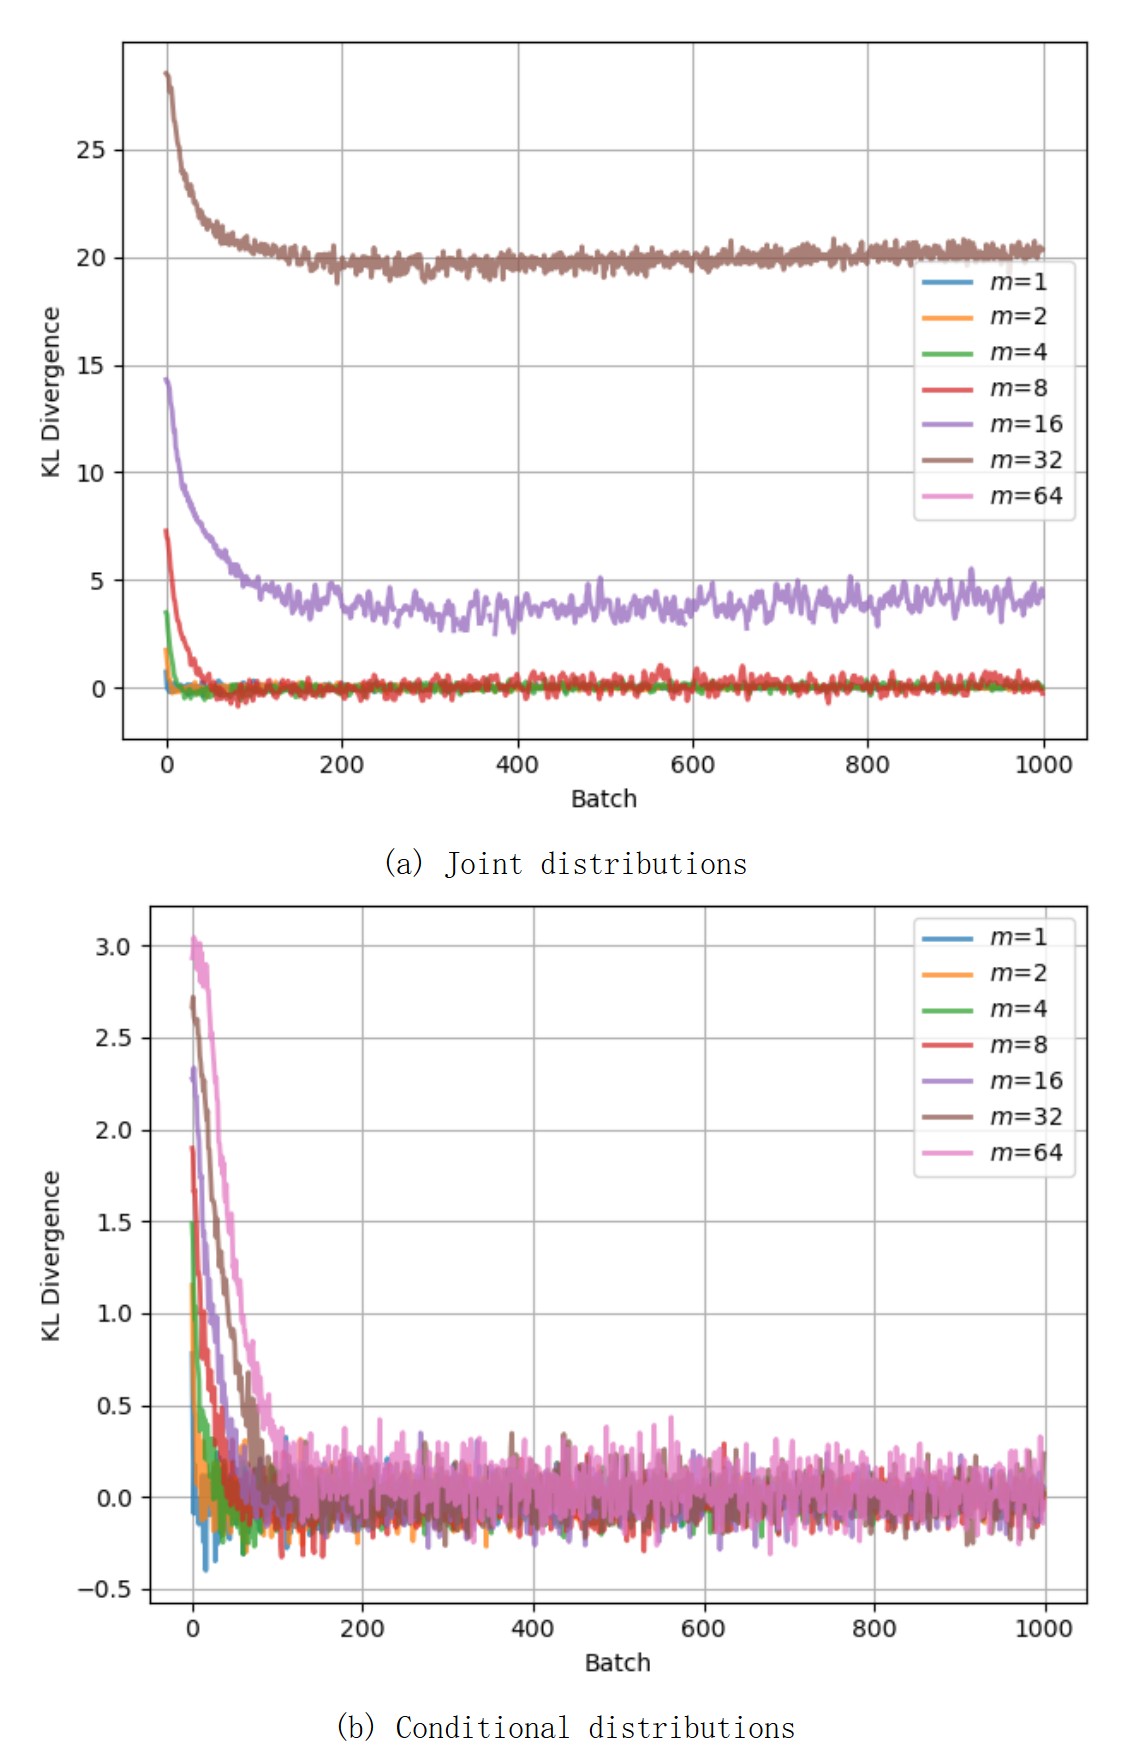 25
20
15
10
5
0
KL Divergence
m=1
m=2
m=4
m=8
m=16
m=32
m=64
0 200 400 600 800 1000
Batch
(a) Joint distributions
3.0
2.5
2.0
1.5
1.0
0.5
0.0
−0.5
KL Divergence
m=1
m=2
m=4
m=8
m=16
m=32
m=64
0 200 400 600 800 1000
Batch
(b) Conditional distributions